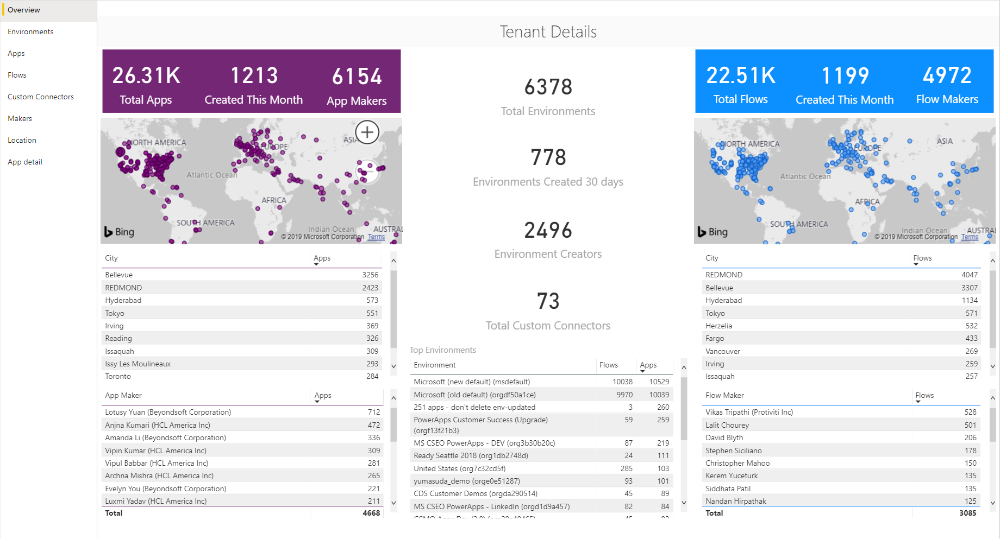 Overview
Environments
Apps
Flows
Custom Connectors
Makers
Location
App detail
Tenant Details
26.31K
Total Apps
1213
Created This Month
6154
App Makers
6378
Total Environments
778
Environments Created 30 days
2496
Environment Creators
73
Total Custom Connectors
22.51K
Total Flows
1199
Created This Month
4972
Flow Makers
NORTH AMERICA
EUROPE
ASIA
Atlantic Ocean
AFRICA
SOUTH AMERICA
Indian Ocean
AUSTRAL
Bing
© 2019 Microsoft Corporation Terms
NORTH AMERICA
EUROPE
ASIA
Atlantic Ocean
AFRICA
SOUTH AMERICA
Indian Ocean
AUSTRAL
Bing
© 2019 Microsoft Corporation Terms
City Apps
Bellevue 3256
REDMOND 2423
Hyderabad 573
Tokyo 551
Irving 369
Reading 326
Issaquah 309
Issy Les Moulineaux 293
Toronto 284
App Maker Apps
Lotusy Yuan (Beyondsoft Corporation) 712
Anjna Kumari (HCL America Inc) 472
Amanda Li (Beyondsoft Corporation) 336
Vipin Kumar (HCL America Inc) 309
Vipul Babbar (HCL America Inc) 281
Archna Mishra (HCL America Inc) 265
Evelyn You (Beyondsoft Corporation) 221
Luxmi Yadav (HCL America Inc) 211
Total 4668
Top Environments
Environment Flows Apps
Microsoft (new default) (msdefault) 10038 10529
Microsoft (old default) (orgdf50a1ce) 9970 10039
251 apps - don't delete env-updated 3 260
PowerApps Customer Success (Upgrade) 59 259
(orgf13f21b3)
MS CSEO PowerApps - DEV (org3b30b20c) 87 219
Ready Seattle 2018 (org1db2748d) 24 111
United States (org7c32cd5f) 285 103
yumasuda_demo (orge0e51287) 93 101
CDS Customer Demos (orgda290514) 45 89
MS CSEO PowerApps - LinkedIn (orgd1d9a457) 82 84
City Flows
REDMOND 4047
Bellevue 3307
Hyderabad 1134
Tokyo 571
Herzelia 532
Fargo 433
Vancouver 269
Irving 259
Issaquah 257
Flow Maker Flows
Vikas Tripathi (Protiviti Inc) 528
Lalit Chourey 501
David Blyth 206
Stephen Siciliano 178
Christopher Mahoo 150
Kerem Yuceturk 135
Siddhata Patil 135
Nandan Hirpathak 125
Total 3085